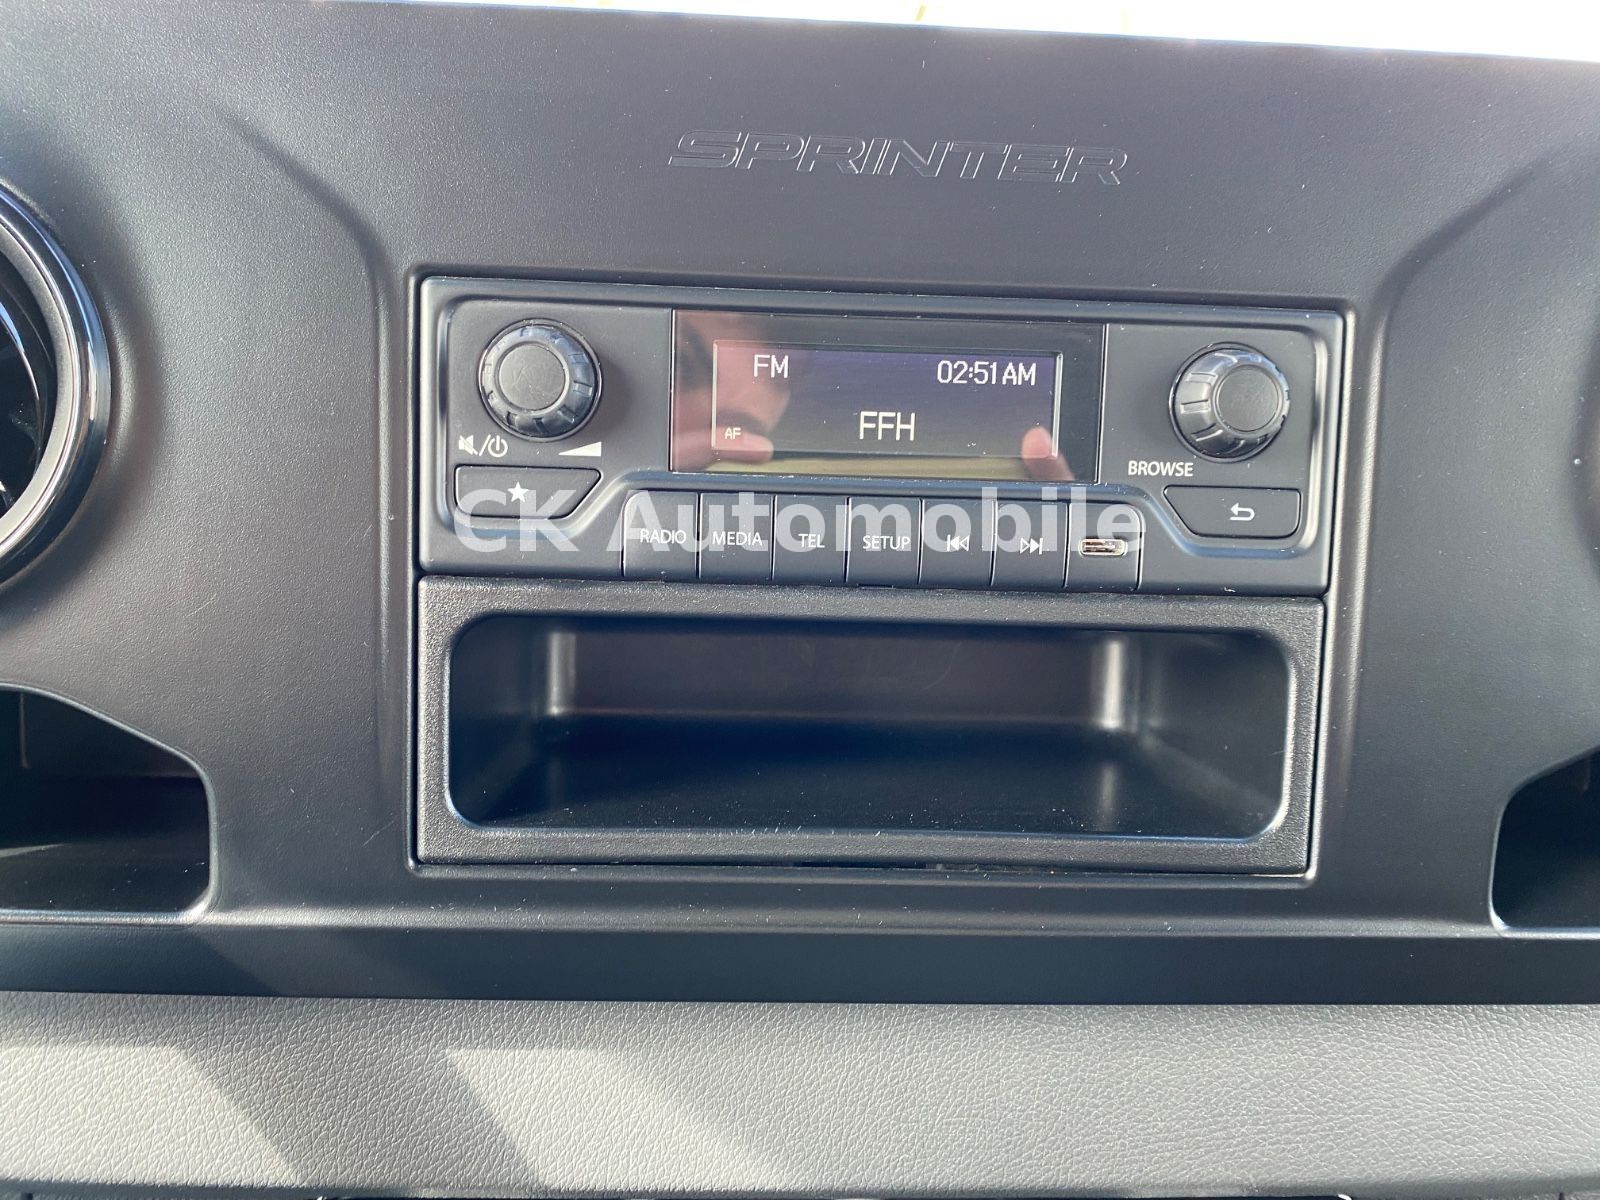 SPRINTER
FM 02:51 AM
AF FFH
BROWSE
CK Automobile
RADIO MEDIA TEL SETUP